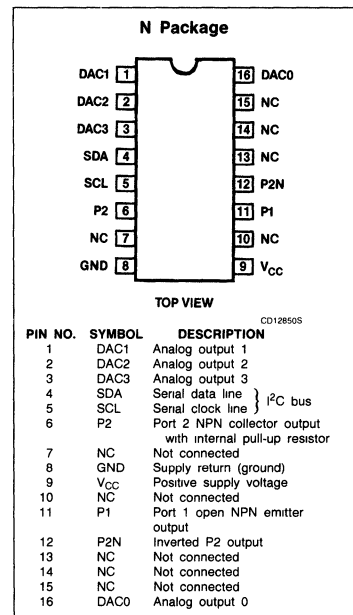 N Package
DAC1 1 16 DAC0
DAC2 2 15 NC
DAC3 3 14 NC
SDA 4 13 NC
SCL 5 12 P2N
P2 6 11 P1
NC 7 10 NC
GND 8 9 VCC
TOP VIEW
CD12850S
PIN NO. SYMBOL DESCRIPTION
1 DAC1 Analog output 1
2 DAC2 Analog output 2
3 DAC3 Analog output 3
4 SDA Serial data line } I2C bus
5 SCL Serial clock line
6 P2 Port 2 NPN collector output
with internal pull-up resistor
7 NC Not connected
8 GND Supply return (ground)
9 VCC Positive supply voltage
10 NC Not connected
11 P1 Port 1 open NPN emitter
output
12 P2N Inverted P2 output
13 NC Not connected
14 NC Not connected
15 NC Not connected
16 DAC0 Analog output 0